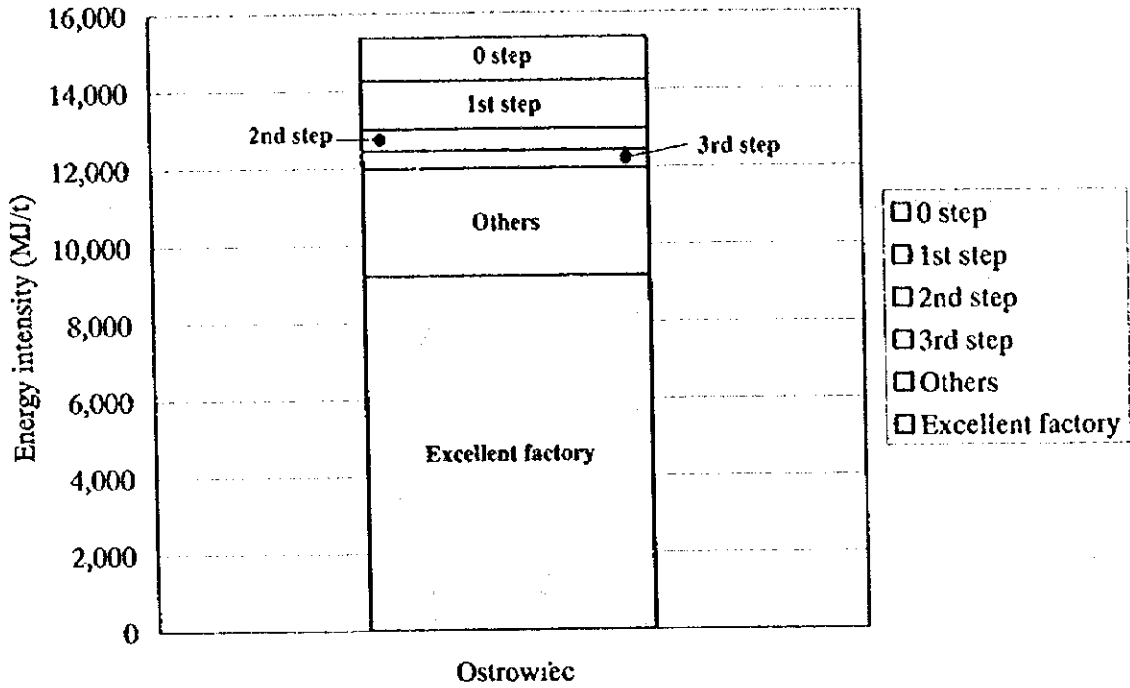 16,000
14,000
12,000
10,000
8,000
6,000
4,000
2,000
0
Energy intensity (MJ/t)
0 step
1st step
2nd step
3rd step
Others
Excellent factory
Ostrowiec
0 step
1st step
2nd step
3rd step
Others
Excellent factory